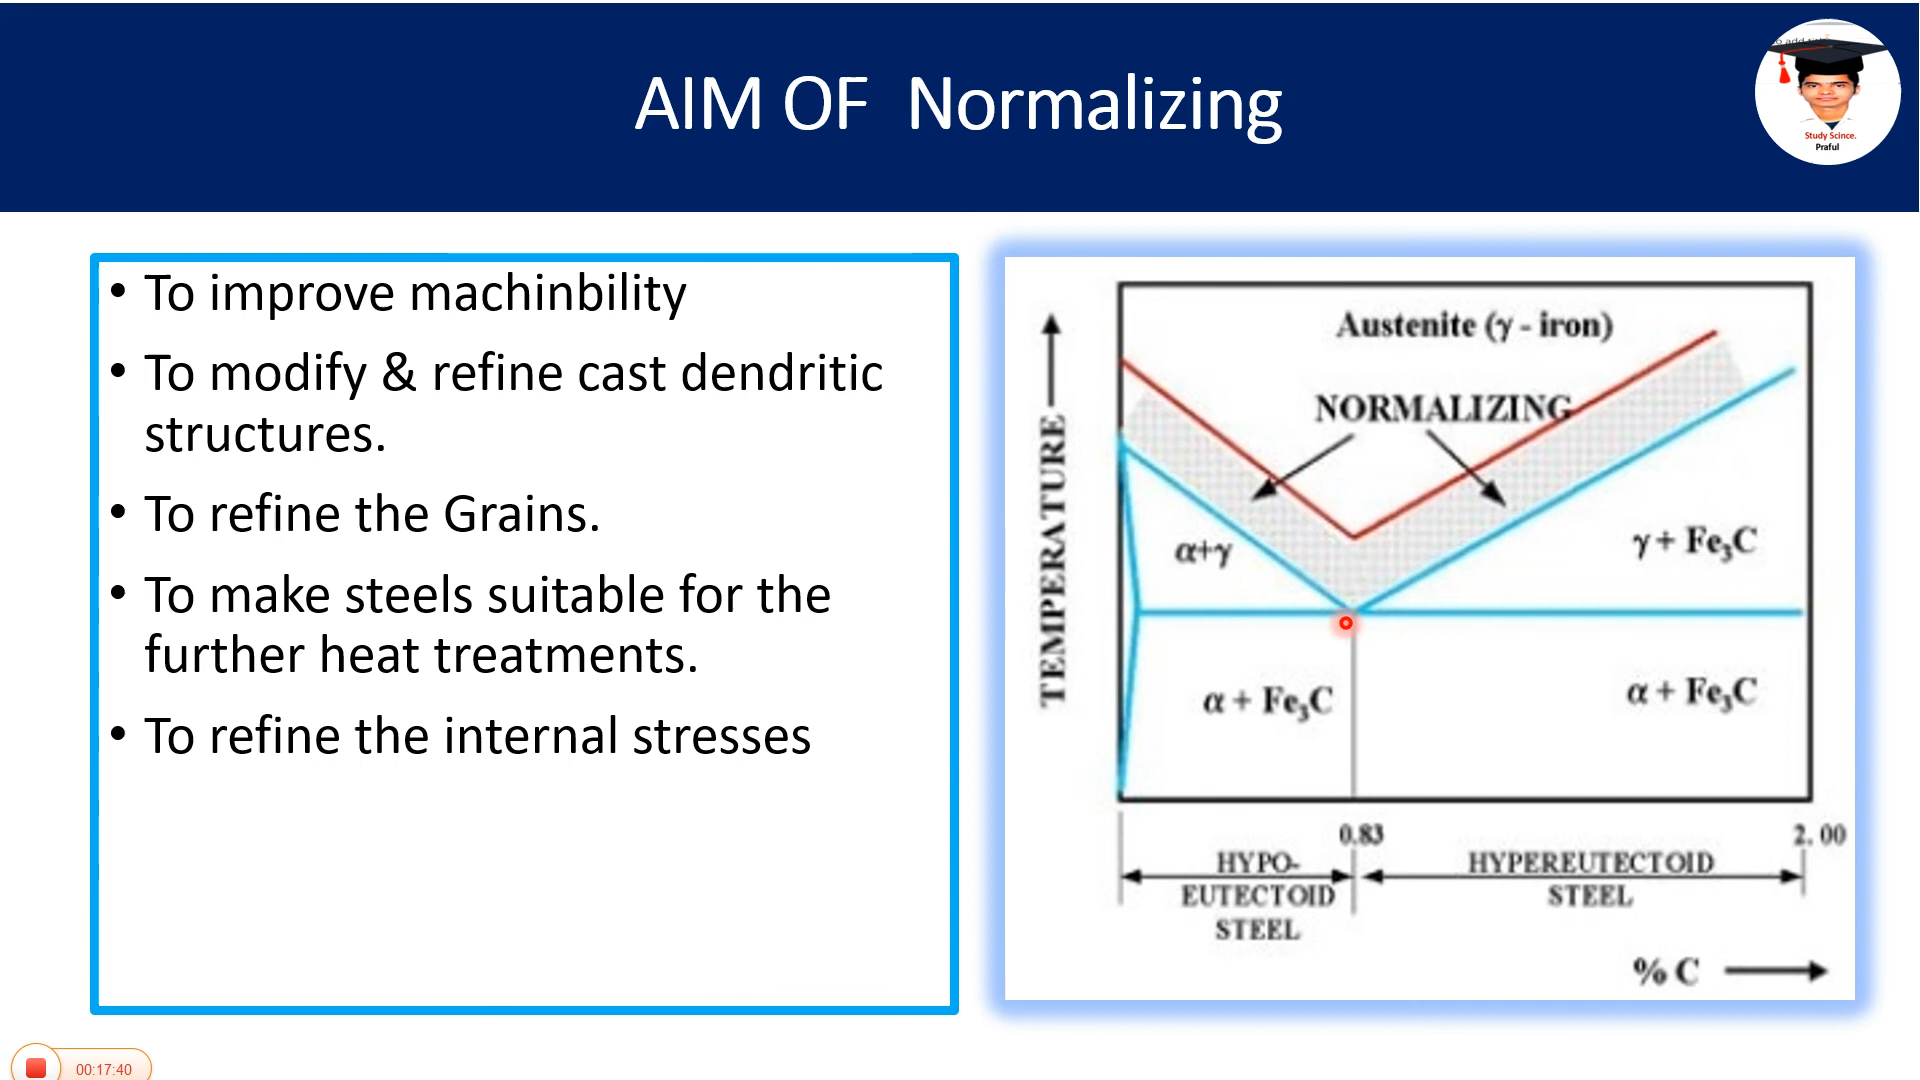 AIM OF  Normalizing
Study Scince.
Praful
• To improve machinbility
• To modify & refine cast dendritic
structures.
• To refine the Grains.
• To make steels suitable for the
further heat treatments.
• To refine the internal stresses
TEMPERATURE
Austenite (γ - iron)
NORMALIZING
α+γ
γ + Fe₃C
α + Fe₃C
α + Fe₃C
0.83
2.00
HYPO-
EUTECTOID
STEEL
HYPEREUTECTOID
STEEL
% C
00:17:40